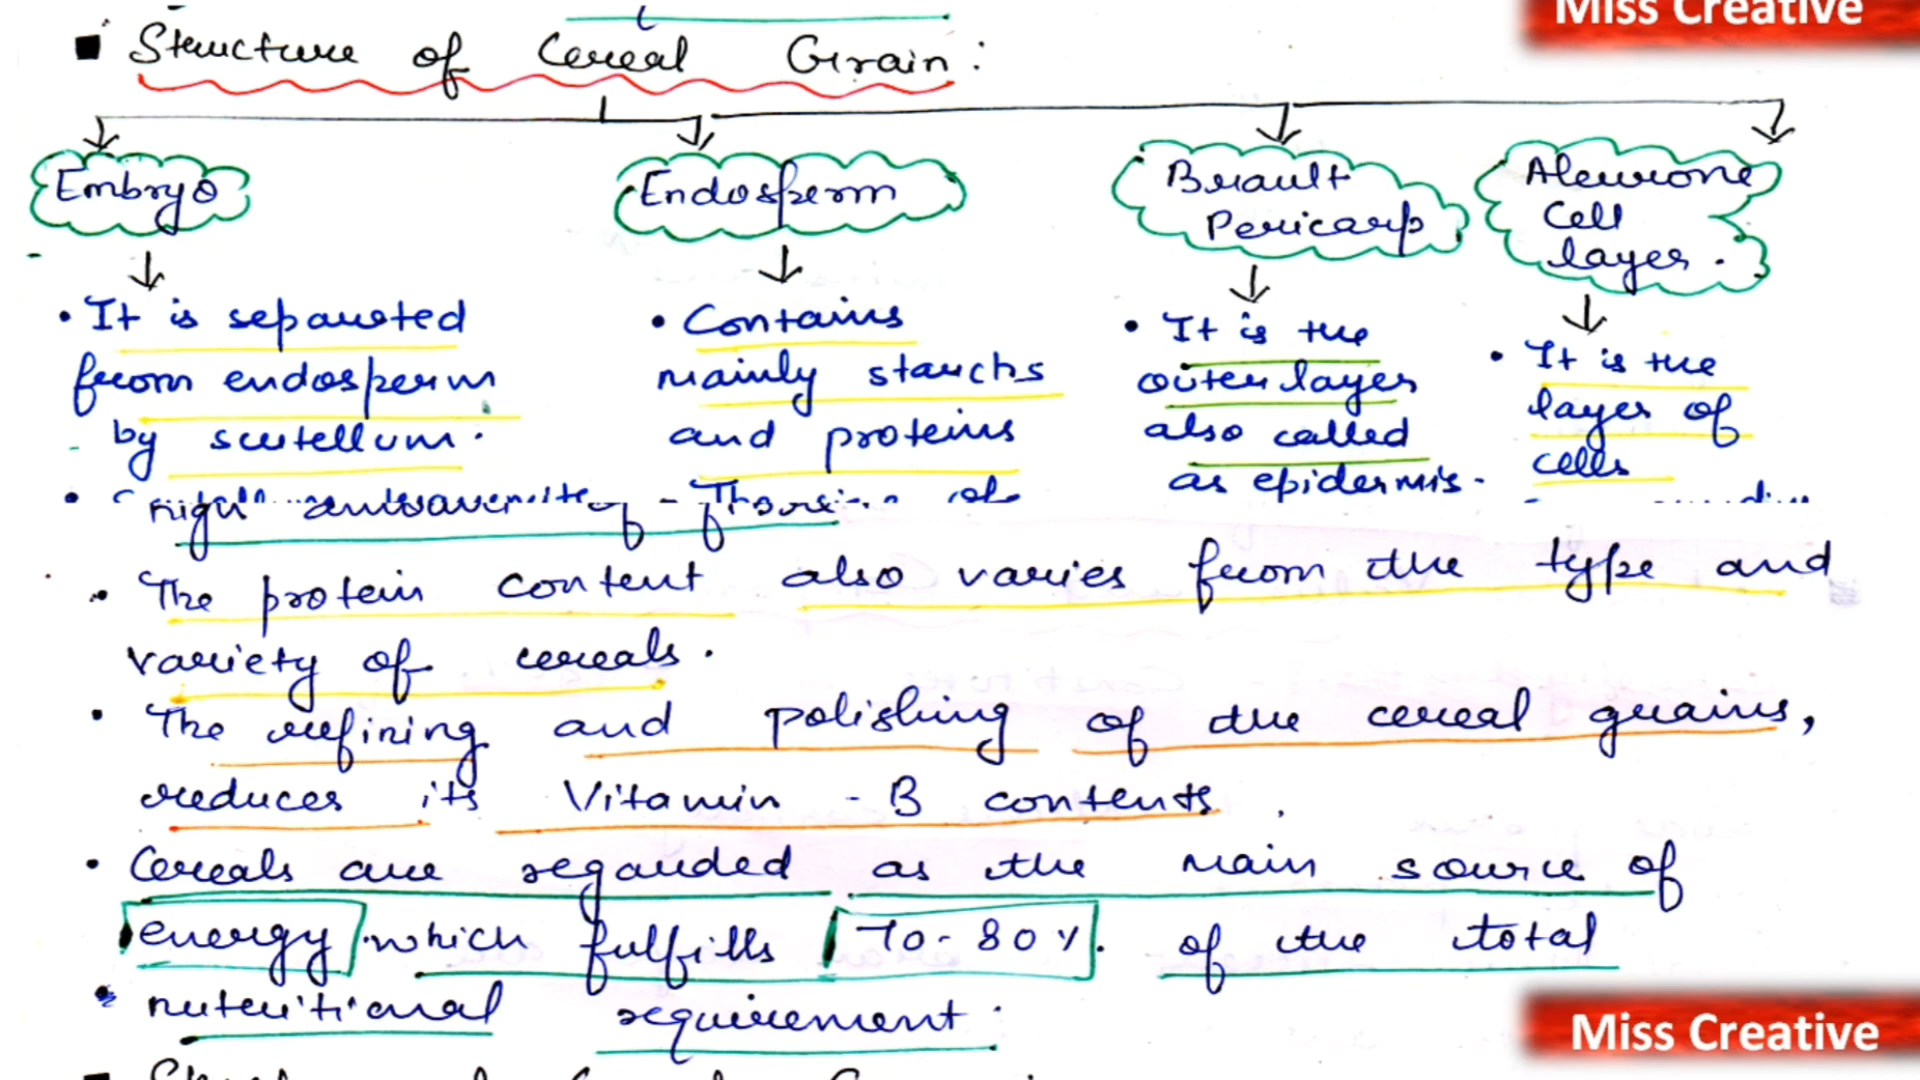 Miss Creative
Structure of Cereal Grain:
Embryo
Endosperm
Brault Pericarp
Aleurone Cell layer.
• It is separated
from endosperm
by scutellum.
• Contains
mainly starchs
and proteins
• It is the
outer layer
also called
as epidermis.
• It is the
layer of
cells
• The protein content also varies from the type and
variety of cereals.
• The refining and polishing of the cereal grains,
reduces its Vitamin - B contents.
• Cereals are regarded as the main source of
energy which fulfills 70-80%. of the total
• nutritional requirement.
Miss Creative